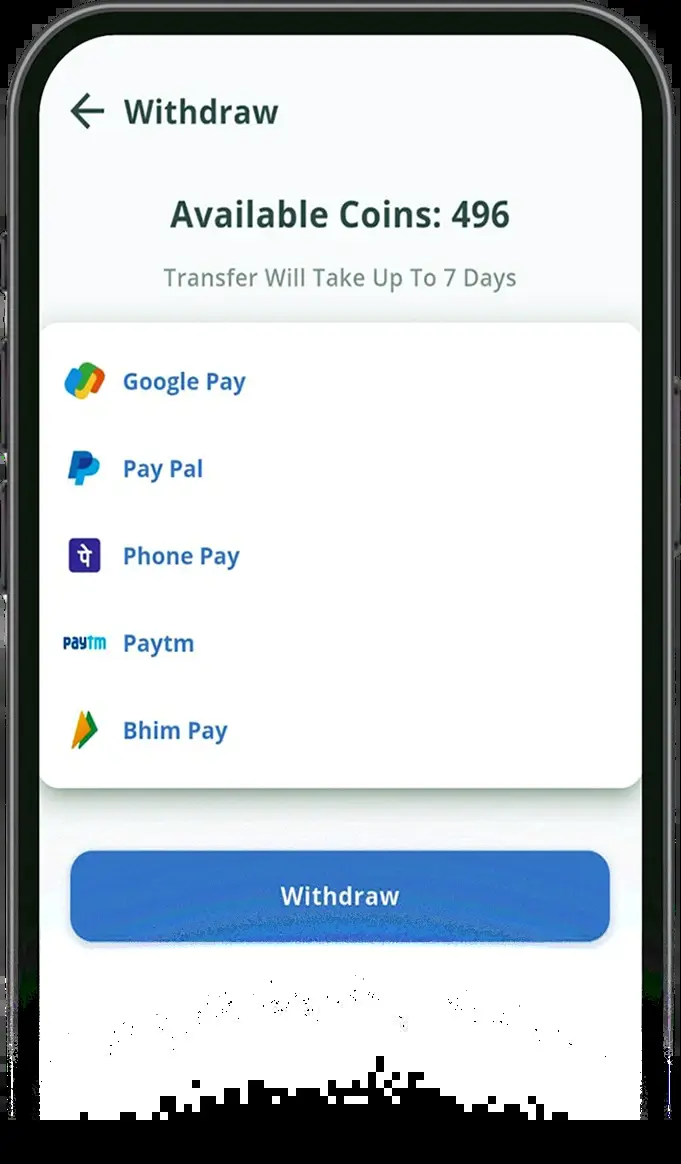 Withdraw
Available Coins: 496
Transfer Will Take Up To 7 Days
Google Pay
Pay Pal
पे Phone Pay
paytm Paytm
Bhim Pay
Withdraw